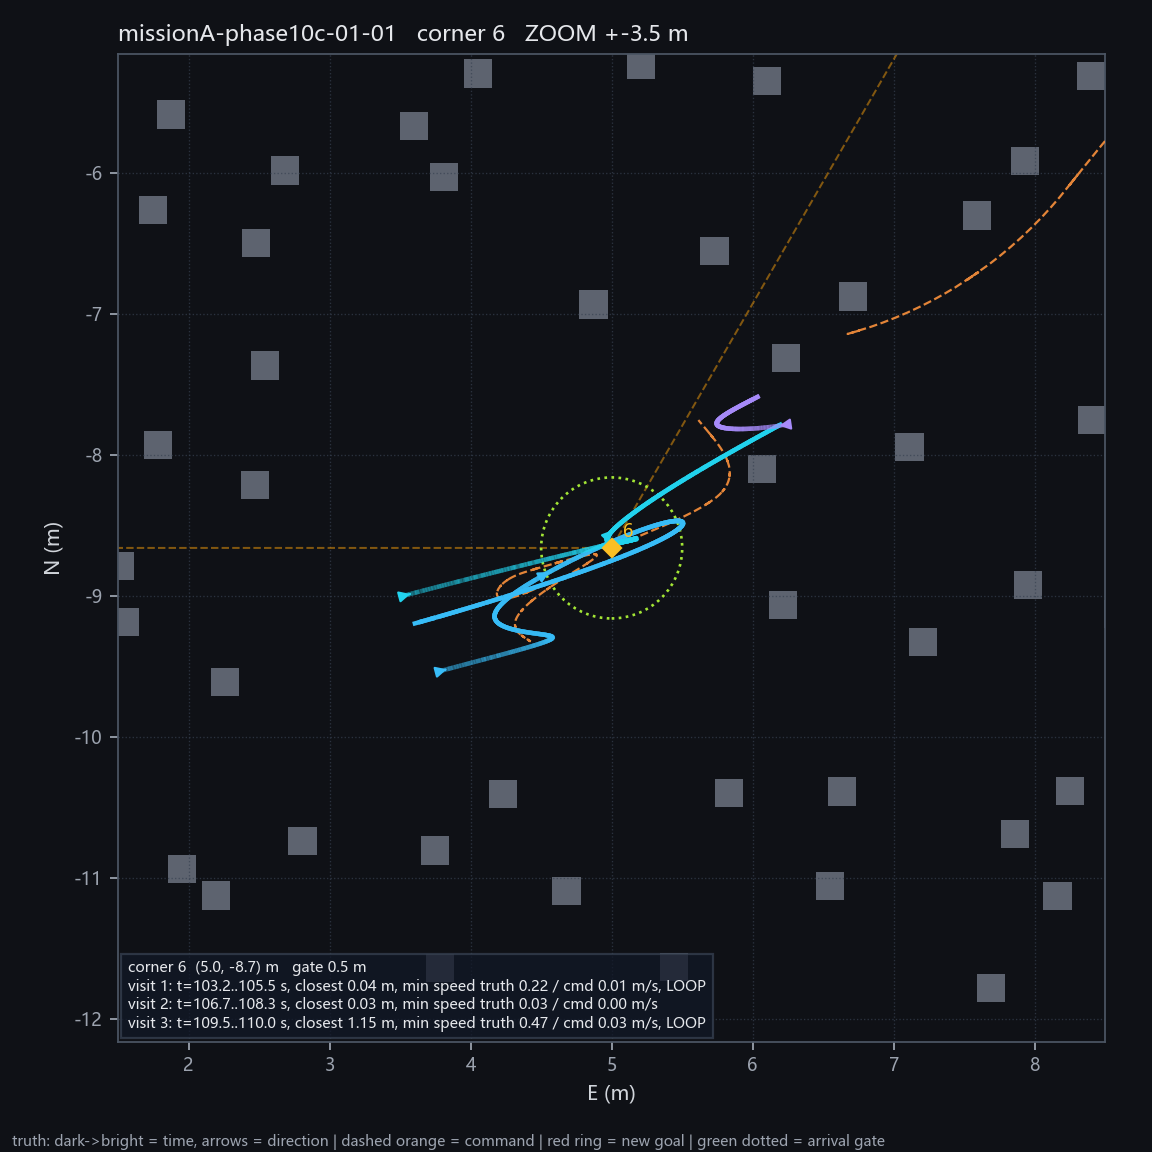 missionA-phase10c-01-01   corner 6   ZOOM +-3.5 m
-6
-7
-8
-9
-10
-11
-12
N (m)
6
corner 6  (5.0, -8.7) m   gate 0.5 m
visit 1: t=103.2..105.5 s, closest 0.04 m, min speed truth 0.22 / cmd 0.01 m/s, LOOP
visit 2: t=106.7..108.3 s, closest 0.03 m, min speed truth 0.03 / cmd 0.00 m/s
visit 3: t=109.5..110.0 s, closest 1.15 m, min speed truth 0.47 / cmd 0.03 m/s, LOOP
2 3 4 5 6 7 8
E (m)
truth: dark->bright = time, arrows = direction | dashed orange = command | red ring = new goal | green dotted = arrival gate